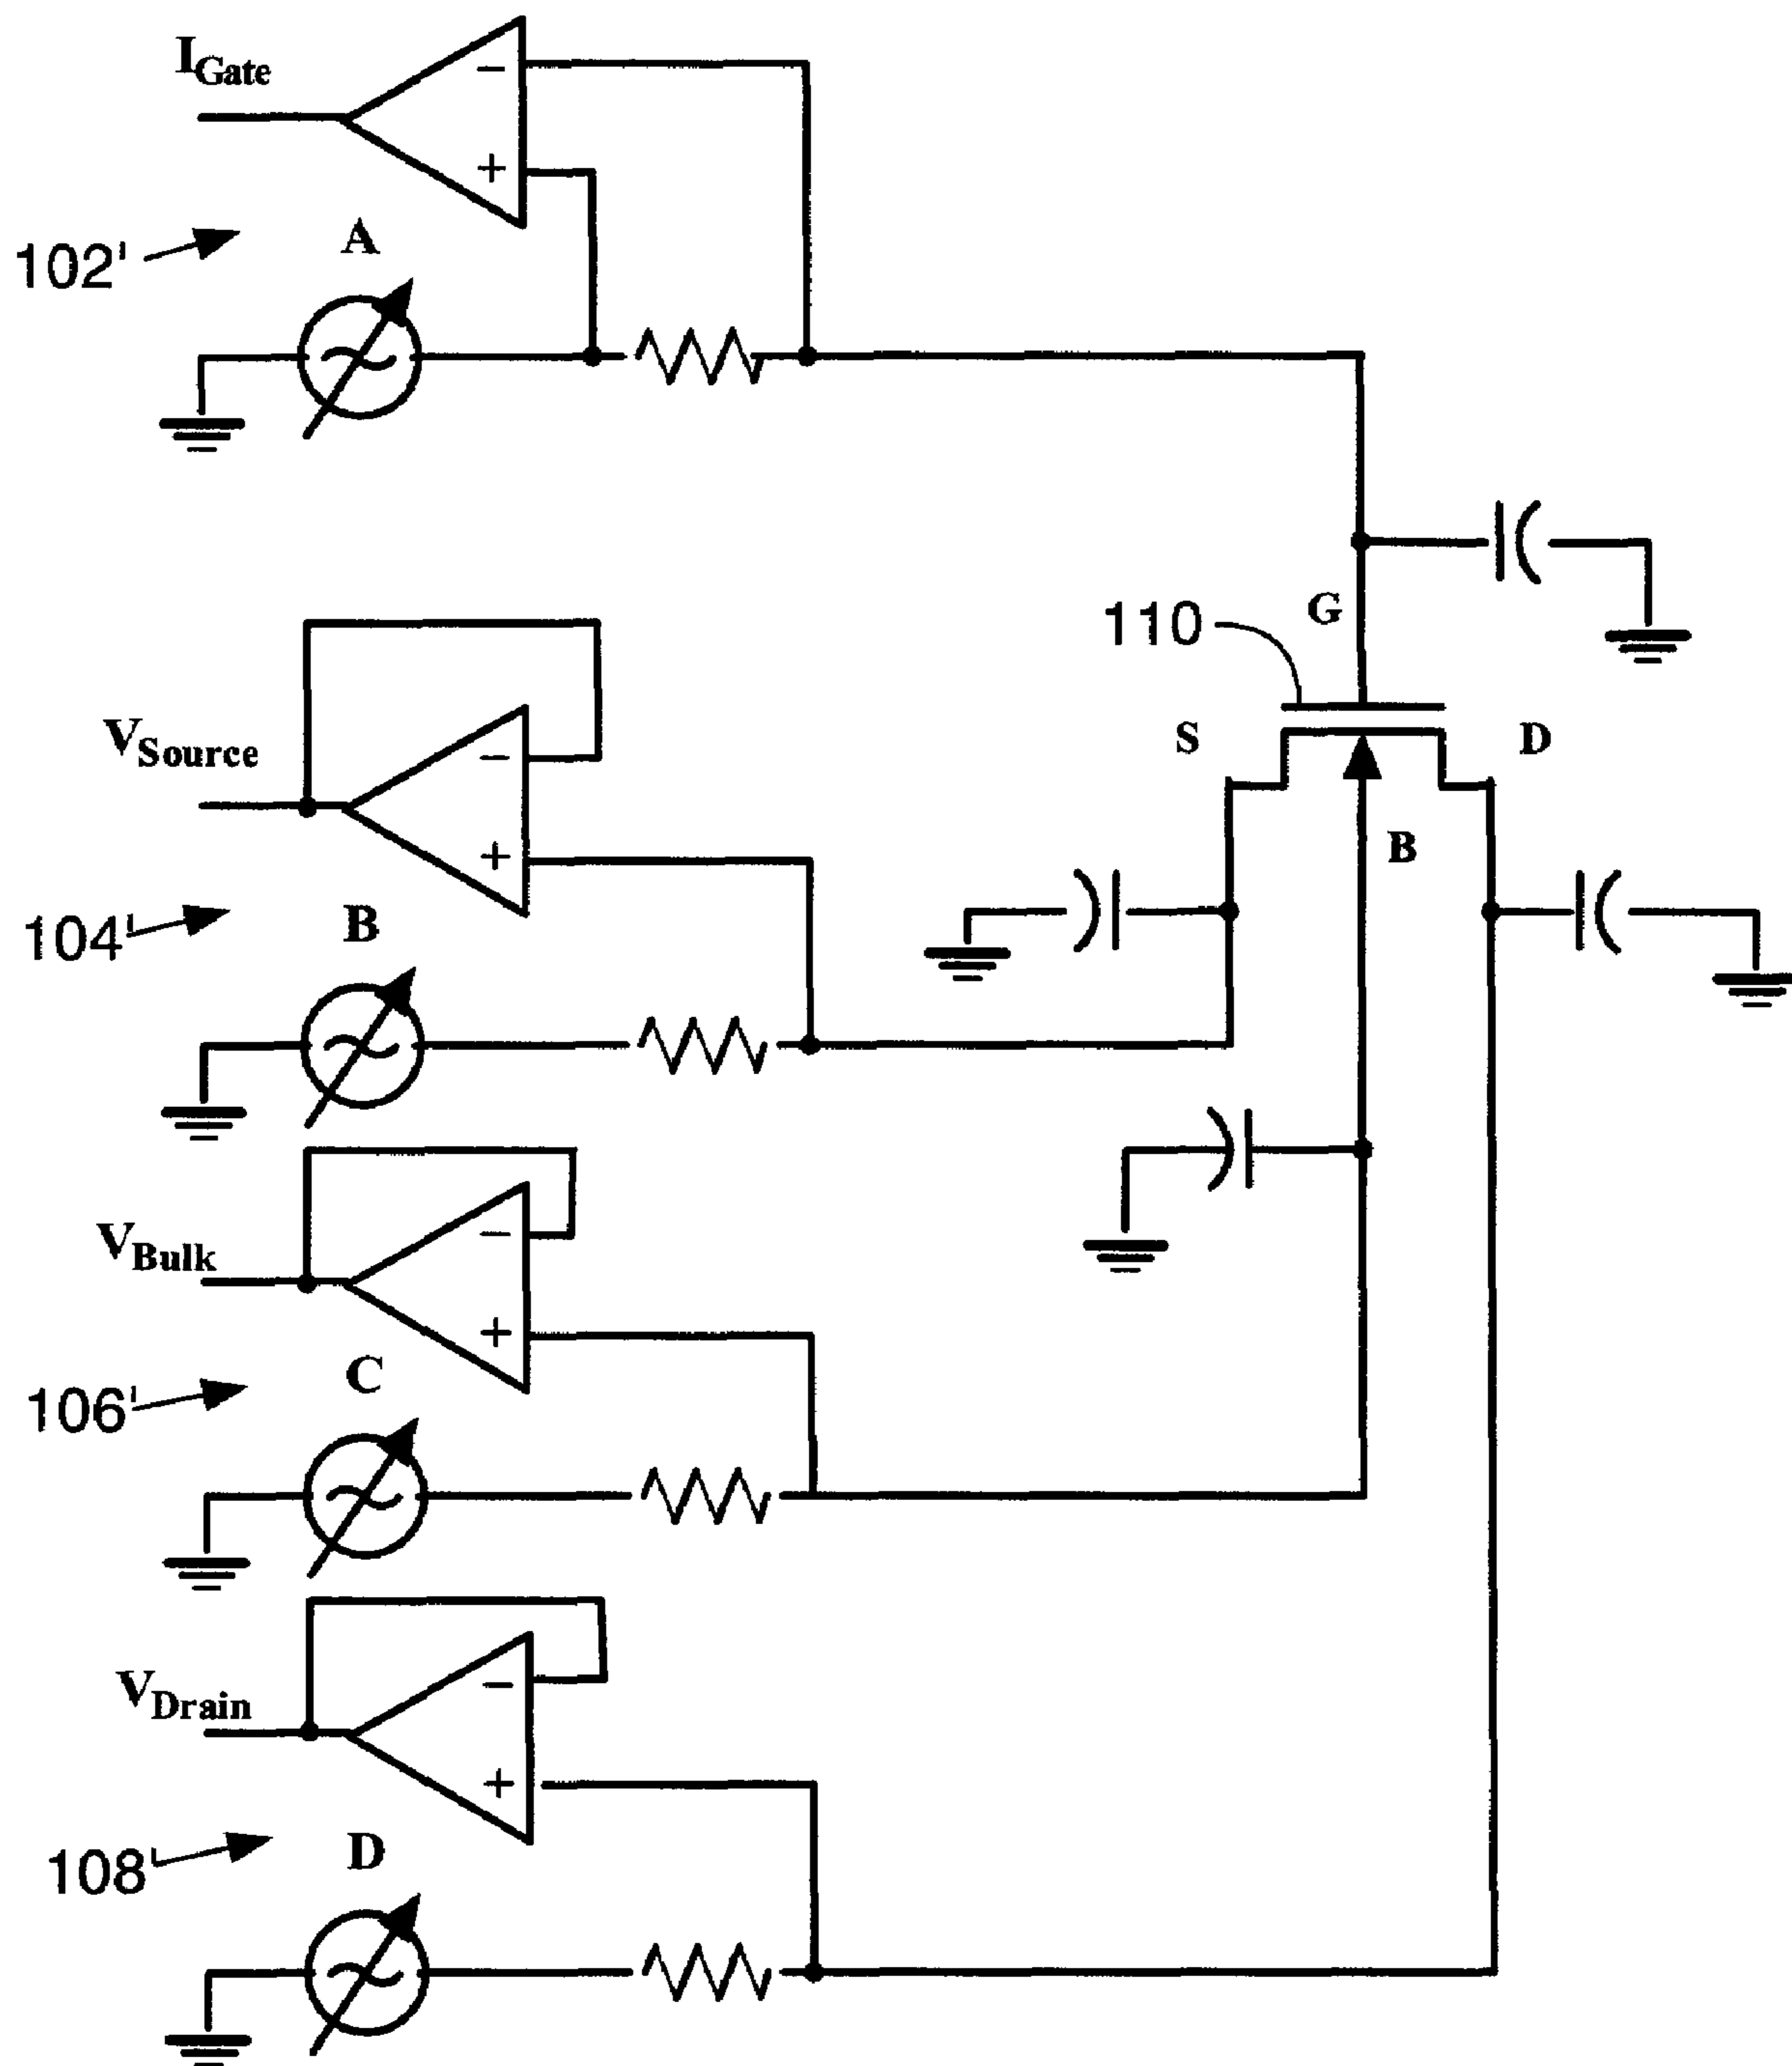 I_Gate
−
+
102'
A
G
110
V_Source
S
D
−
B
+
104'
B
V_Bulk
−
+
106'
C
V_Drain
−
+
108'
D